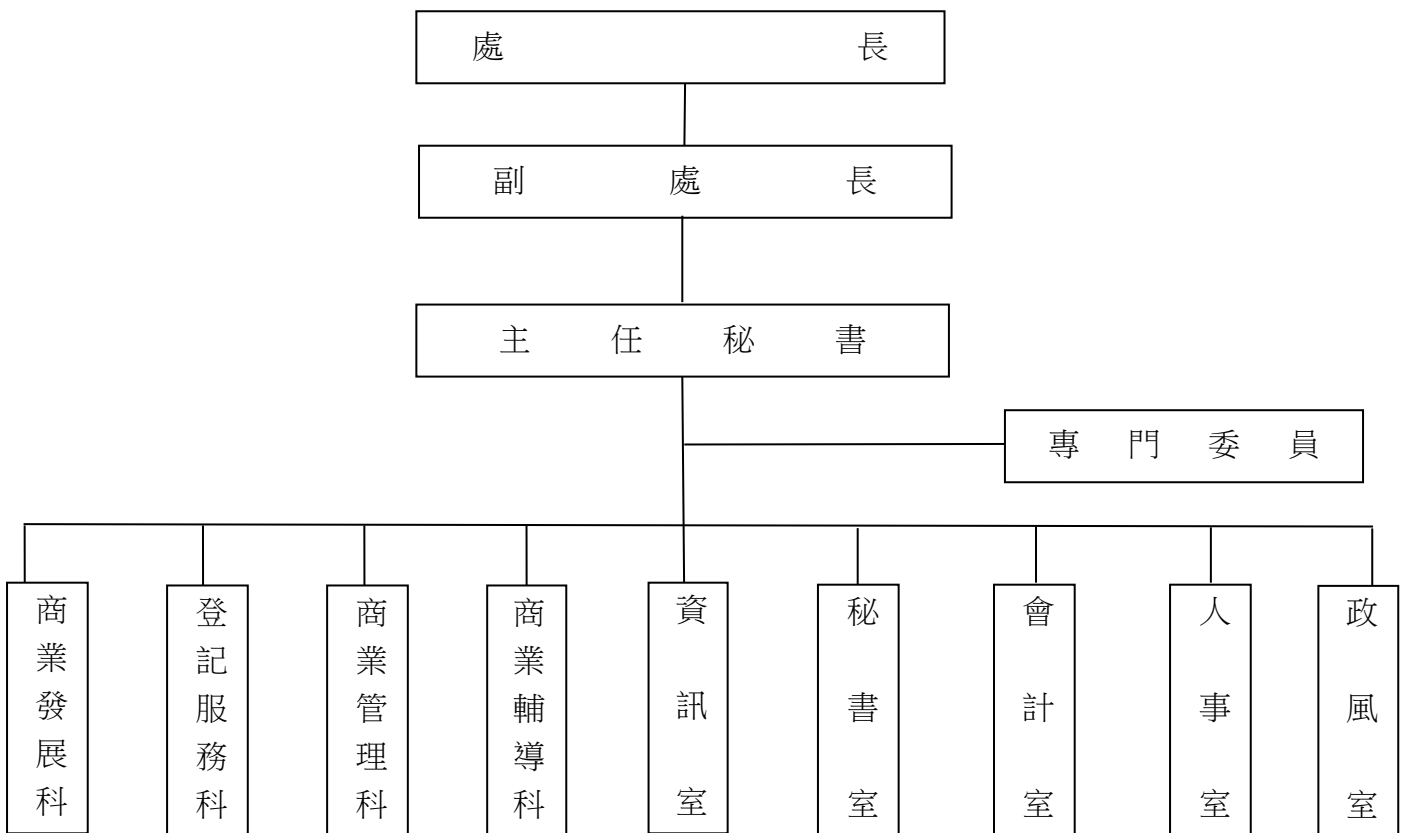 處長
副處長
主任秘書
專門委員
商業發展科
登記服務科
商業管理科
商業輔導科
資訊室
秘書室
會計室
人事室
政風室